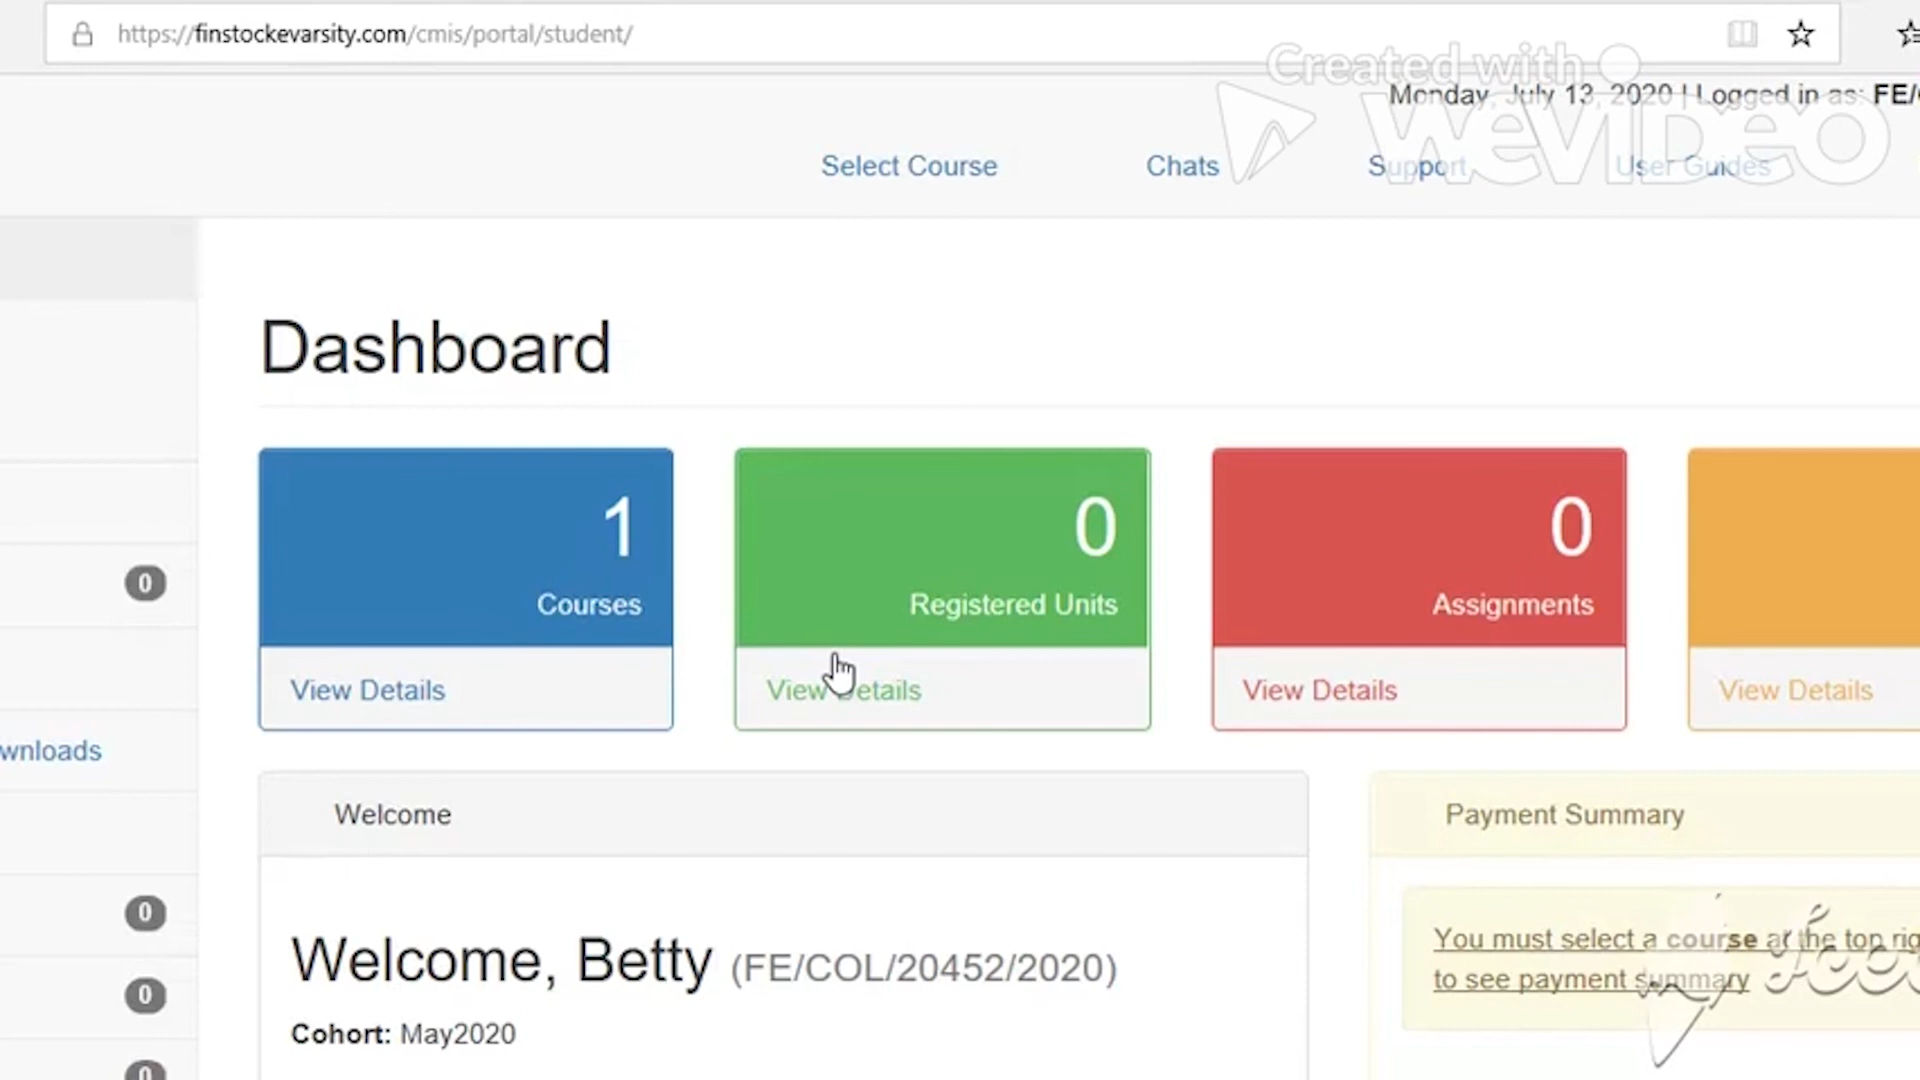 https://finstockevarsity.com/cmis/portal/student/
Created with
WeVideo
Monday, July 13, 2020 | Logged in as: FE/
Select Course
Chats
Support
User Guides
Dashboard
1
Courses
View Details
0
Registered Units
View Details
0
Assignments
View Details
View Details
0
wnloads
0
0
0
Welcome
Welcome, Betty (FE/COL/20452/2020)
Cohort: May2020
Payment Summary
You must select a course at the top rig
to see payment summary